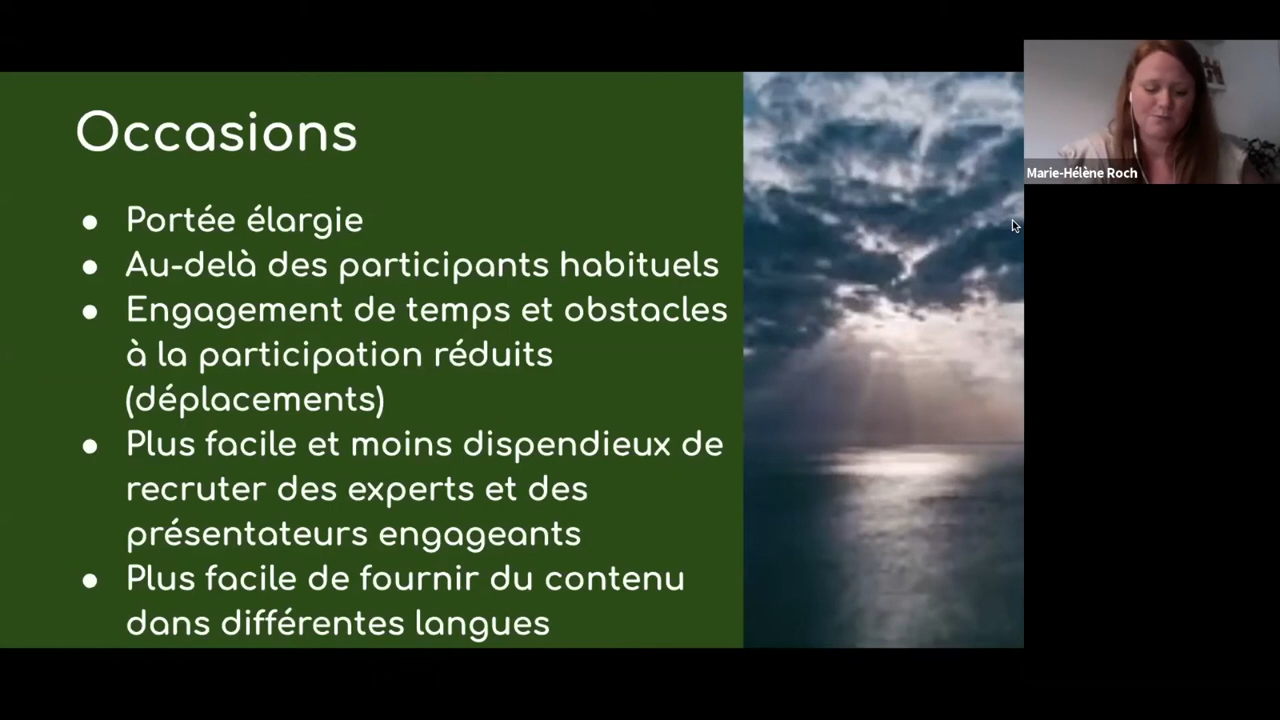 Occasions
● Portée élargie
● Au-delà des participants habituels
● Engagement de temps et obstacles
à la participation réduits
(déplacements)
● Plus facile et moins dispendieux de
recruter des experts et des
présentateurs engageants
● Plus facile de fournir du contenu
dans différentes langues
Marie-Hélène Roch